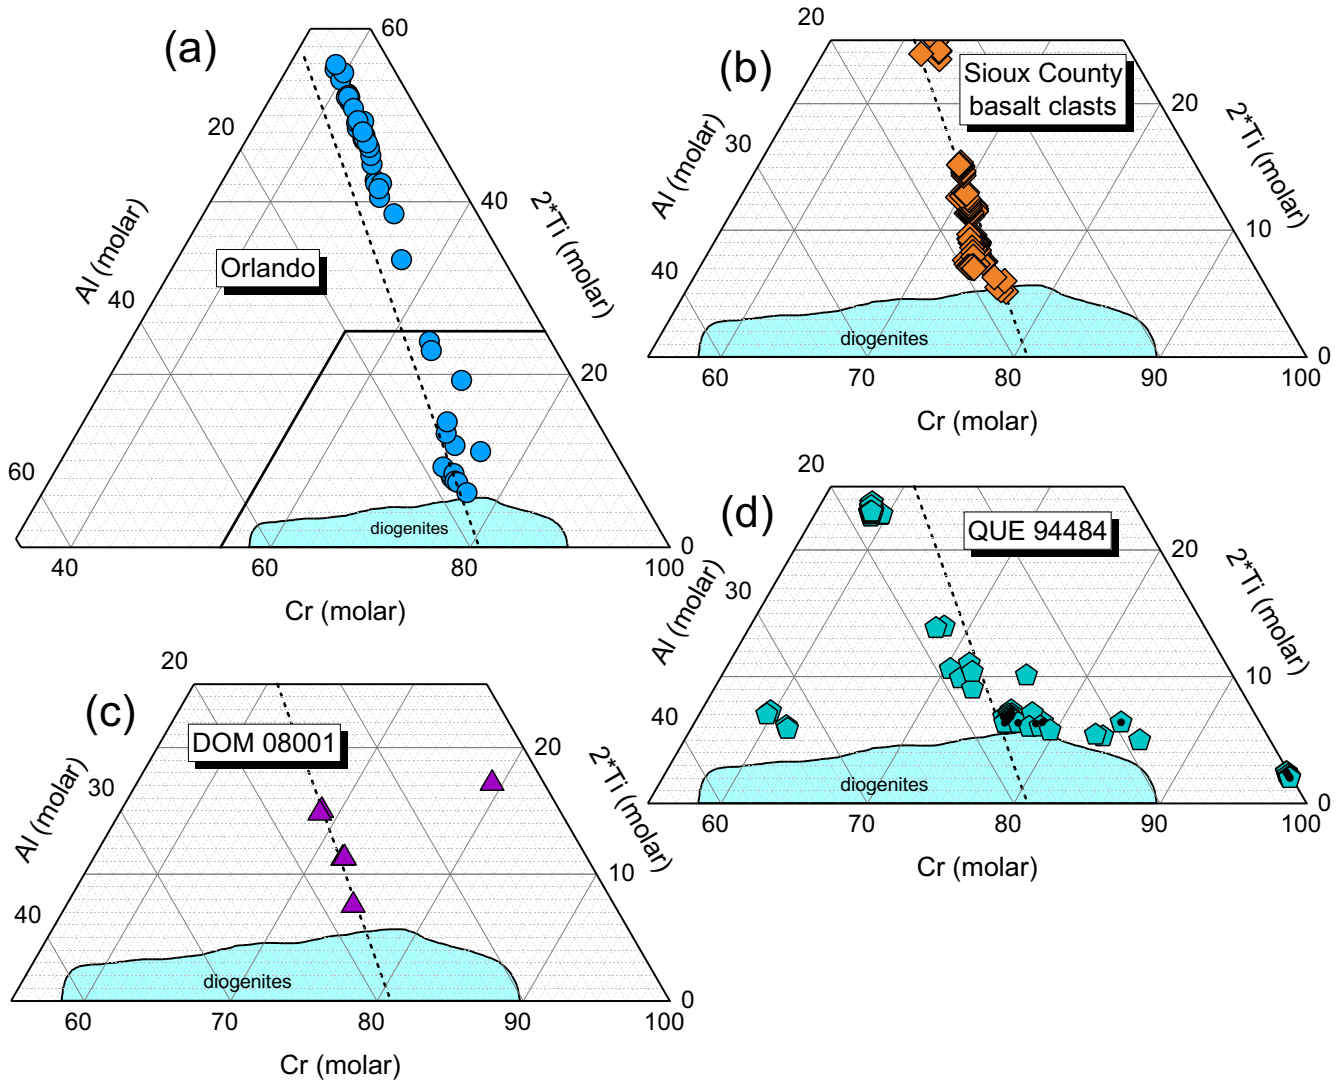 (a)
60
20
Al (molar)
40
2*Ti (molar)
Orlando
40
20
diogenites
60
0
40
60
80
100
Cr (molar)
(b)
20
Sioux County
basalt clasts
20
Al (molar)
30
2*Ti (molar)
10
40
diogenites
0
60
70
80
90
100
Cr (molar)
(c)
20
DOM 08001
20
Al (molar)
30
2*Ti (molar)
10
40
diogenites
0
60
70
80
90
100
Cr (molar)
(d)
20
QUE 94484
20
Al (molar)
30
2*Ti (molar)
10
40
diogenites
0
60
70
80
90
100
Cr (molar)